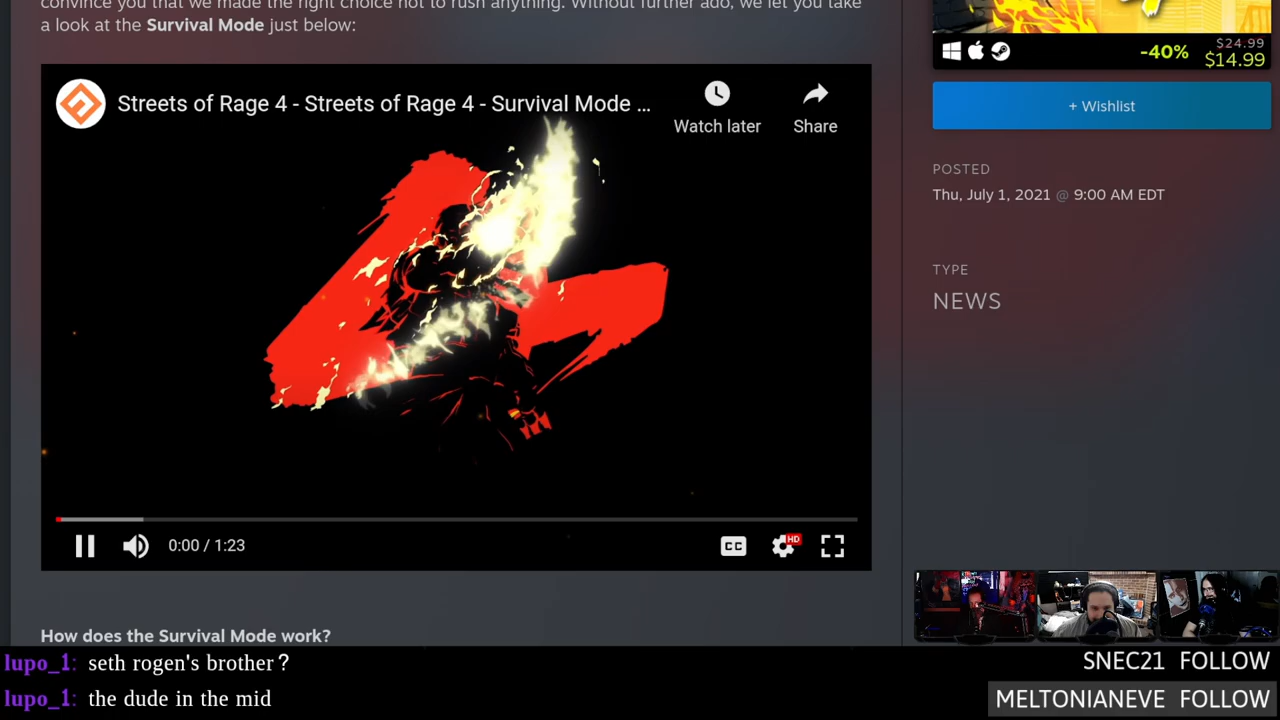 convince you that we made the right choice not to rush anything. Without further ado, we let you take
a look at the Survival Mode just below:
Streets of Rage 4 - Streets of Rage 4 - Survival Mode ...
Watch later
Share
0:00 / 1:23
CC
HD
How does the Survival Mode work?
-40%
$24.99
$14.99
+ Wishlist
POSTED
Thu, July 1, 2021 @ 9:00 AM EDT
TYPE
NEWS
lupo_1: seth rogen's brother?
lupo_1: the dude in the mid
SNEC21 FOLLOW
MELTONIANEVE FOLLOW